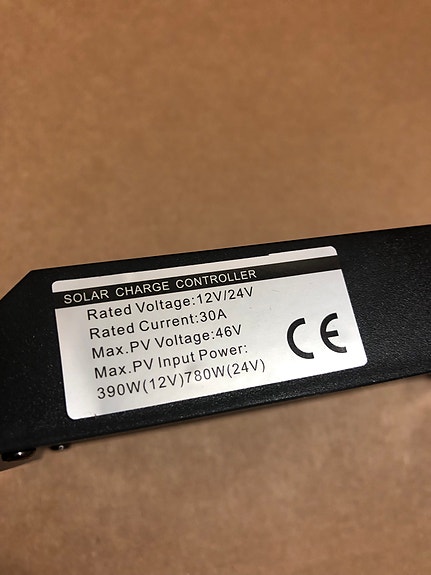 SOLAR CHARGE CONTROLLER
Rated Voltage:12V/24V
Rated Current:30A
Max.PV Voltage:46V
Max.PV Input Power:
390W(12V)780W(24V)
CE